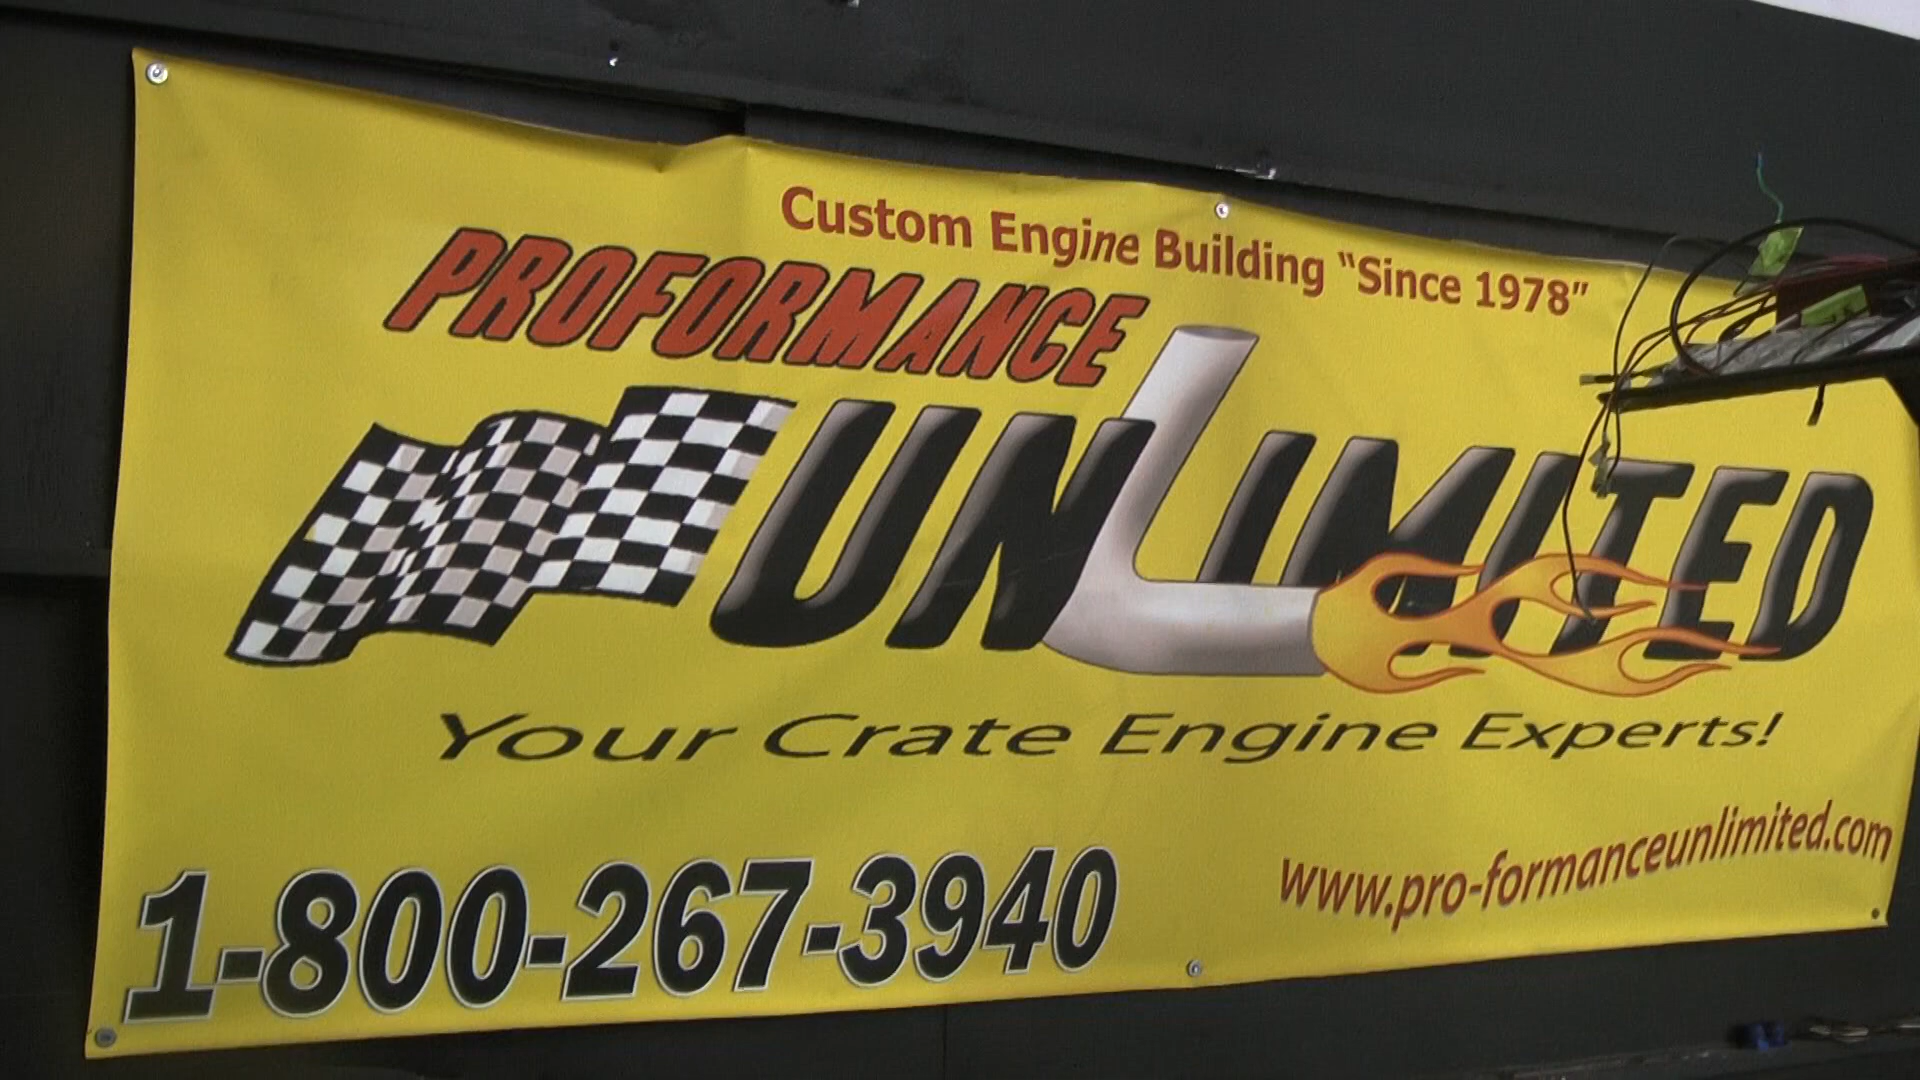 Custom Engine Building "Since 1978"
PROFORMANCE
UNLIMITED
Your Crate Engine Experts!
1-800-267-3940
www.pro-formanceunlimited.com